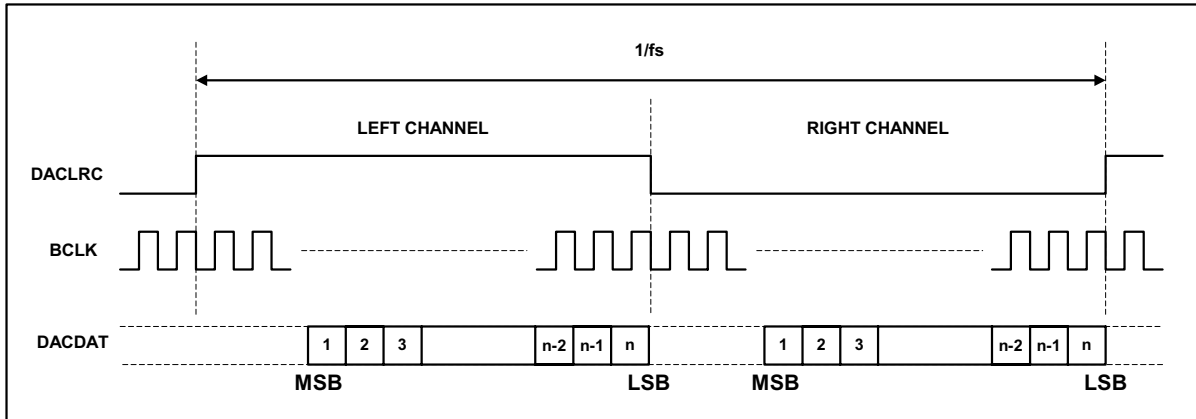 1/fs
LEFT CHANNEL RIGHT CHANNEL
DACLRC
BCLK
DACDAT 1 2 3 n-2 n-1 n 1 2 3 n-2 n-1 n
MSB LSB MSB LSB